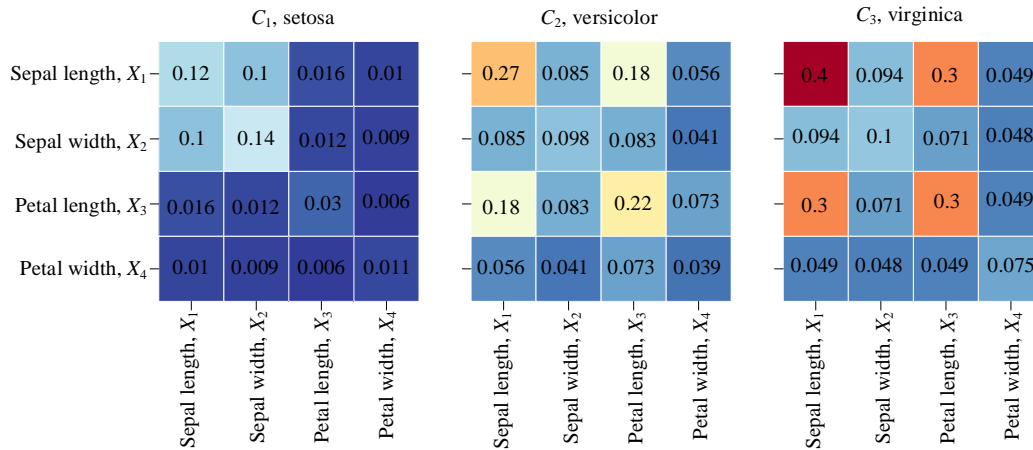 C1, setosa C2, versicolor C3, virginica
Sepal length, X1 0.12 0.1 0.016 0.01 0.27 0.085 0.18 0.056 0.4 0.094 0.3 0.049
Sepal width, X2 0.1 0.14 0.012 0.009 0.085 0.098 0.083 0.041 0.094 0.1 0.071 0.048
Petal length, X3 0.016 0.012 0.03 0.006 0.18 0.083 0.22 0.073 0.3 0.071 0.3 0.049
Petal width, X4 0.01 0.009 0.006 0.011 0.056 0.041 0.073 0.039 0.049 0.048 0.049 0.075
Sepal length, X1
Sepal width, X2
Petal length, X3
Petal width, X4
Sepal length, X1
Sepal width, X2
Petal length, X3
Petal width, X4
Sepal length, X1
Sepal width, X2
Petal length, X3
Petal width, X4